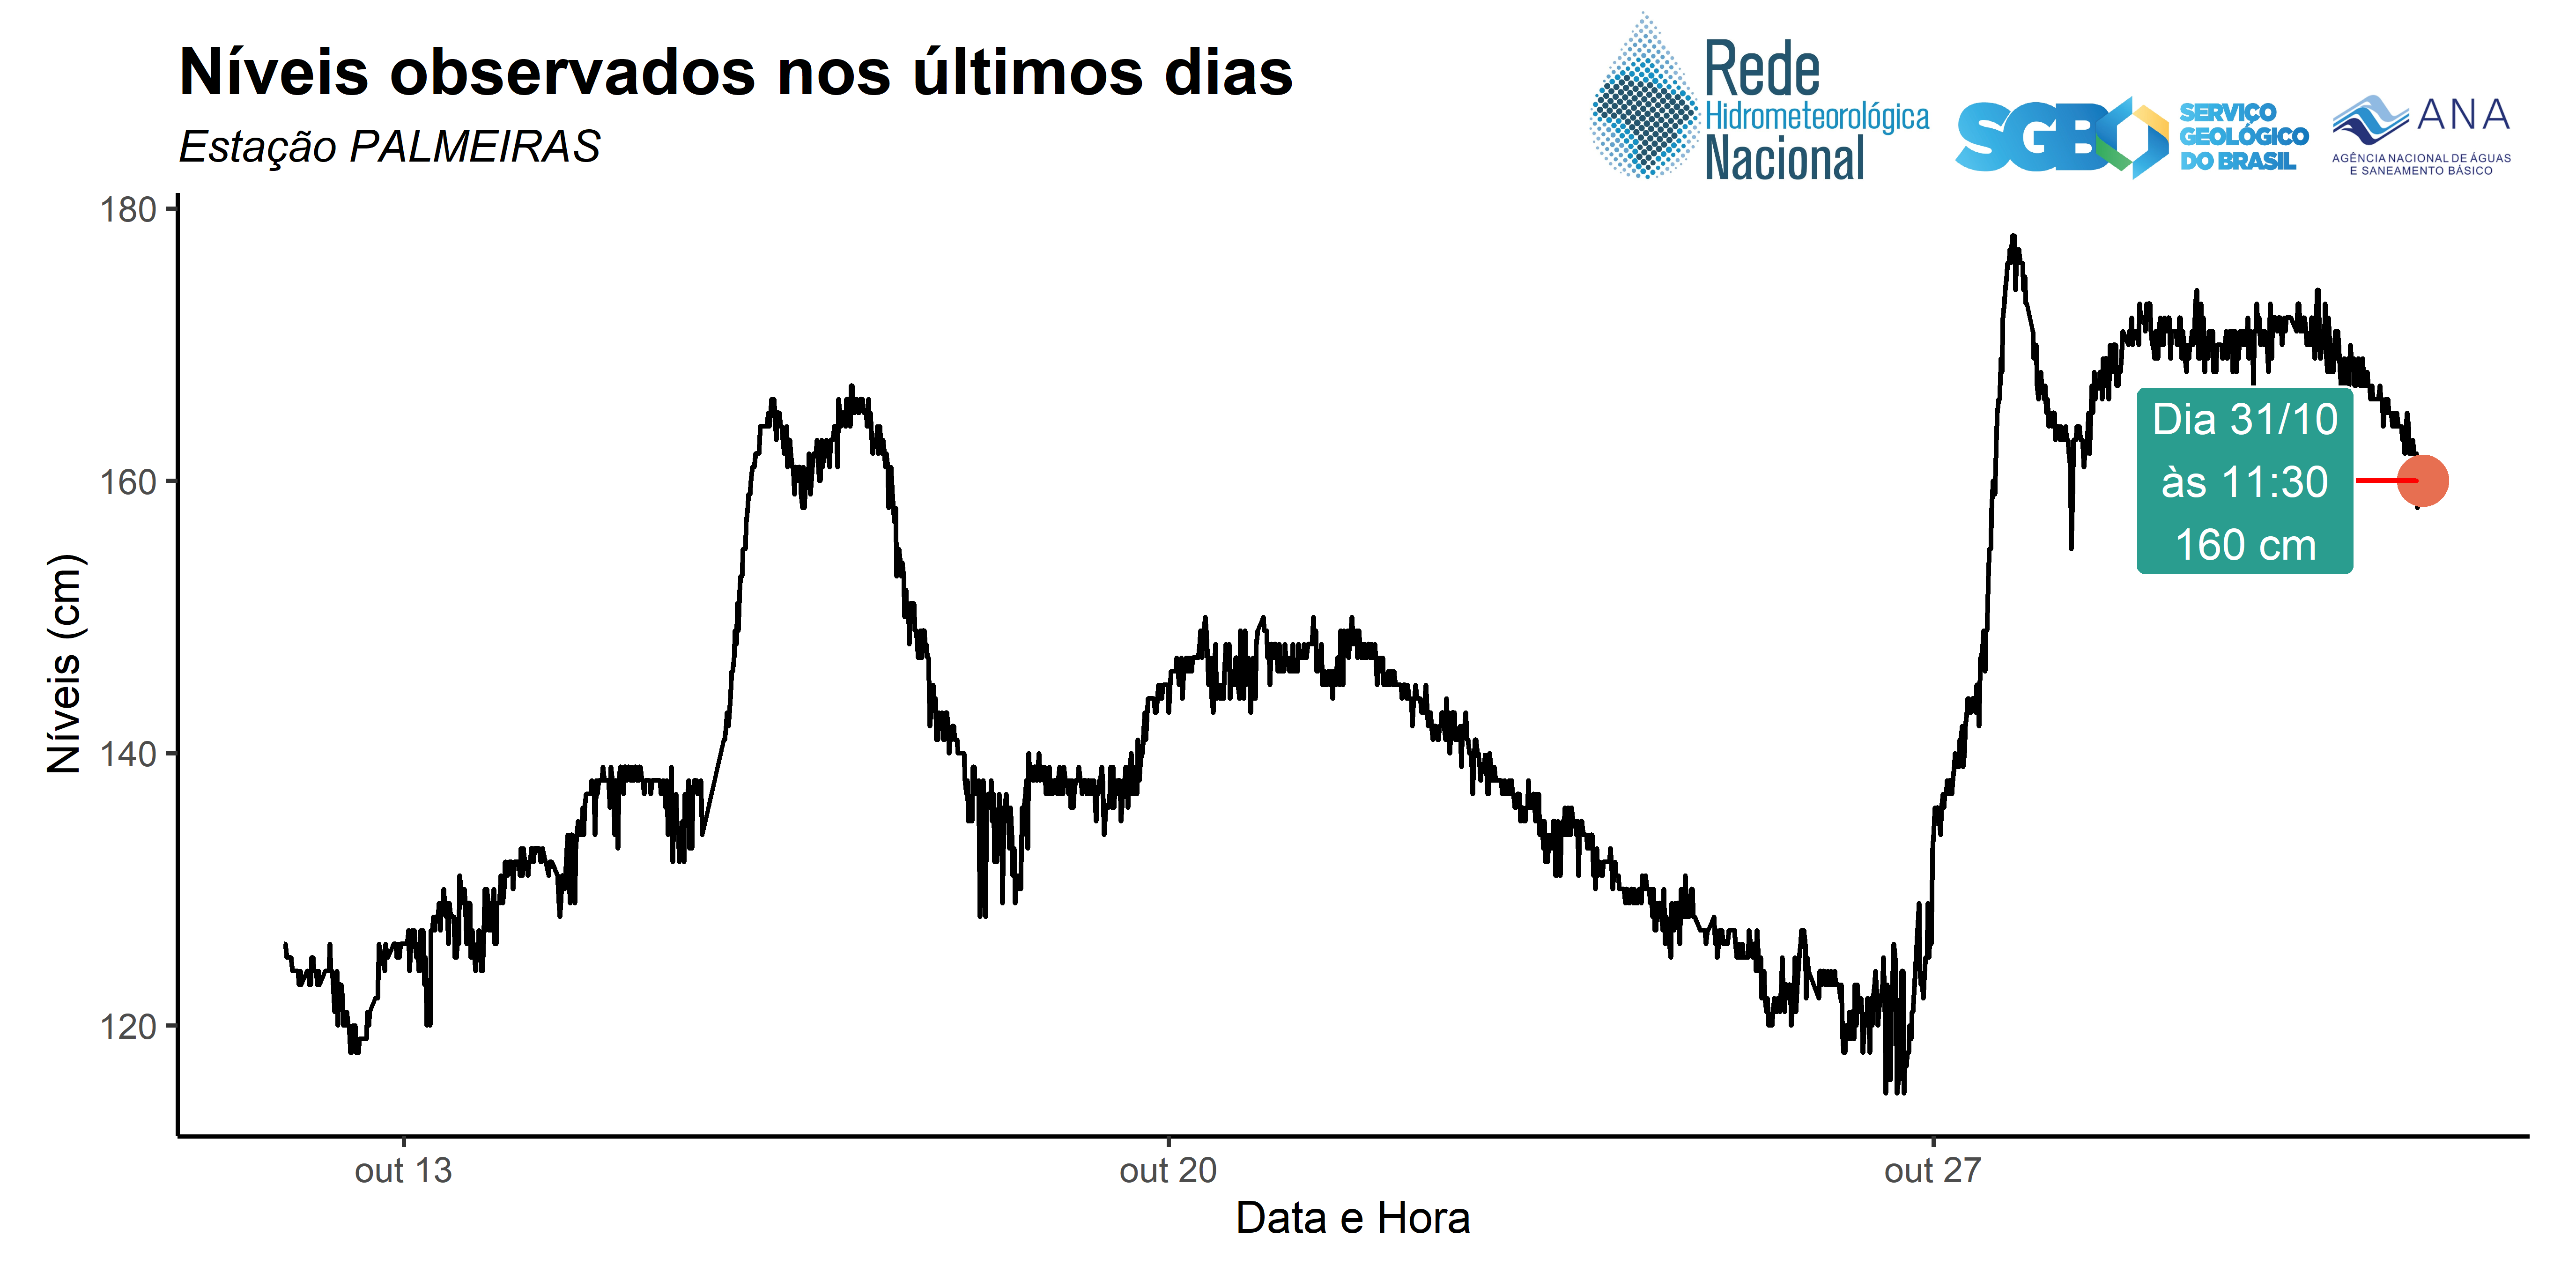 Níveis observados nos últimos dias
Estação PALMEIRAS
Rede
Hidrometeorológica
Nacional
SGB
SERVIÇO
GEOLÓGICO
DO BRASIL
ANA
AGÊNCIA NACIONAL DE ÁGUAS
E SANEAMENTO BÁSICO
180
160
140
120
Níveis (cm)
Dia 31/10
às 11:30
160 cm
out 13
out 20
out 27
Data e Hora